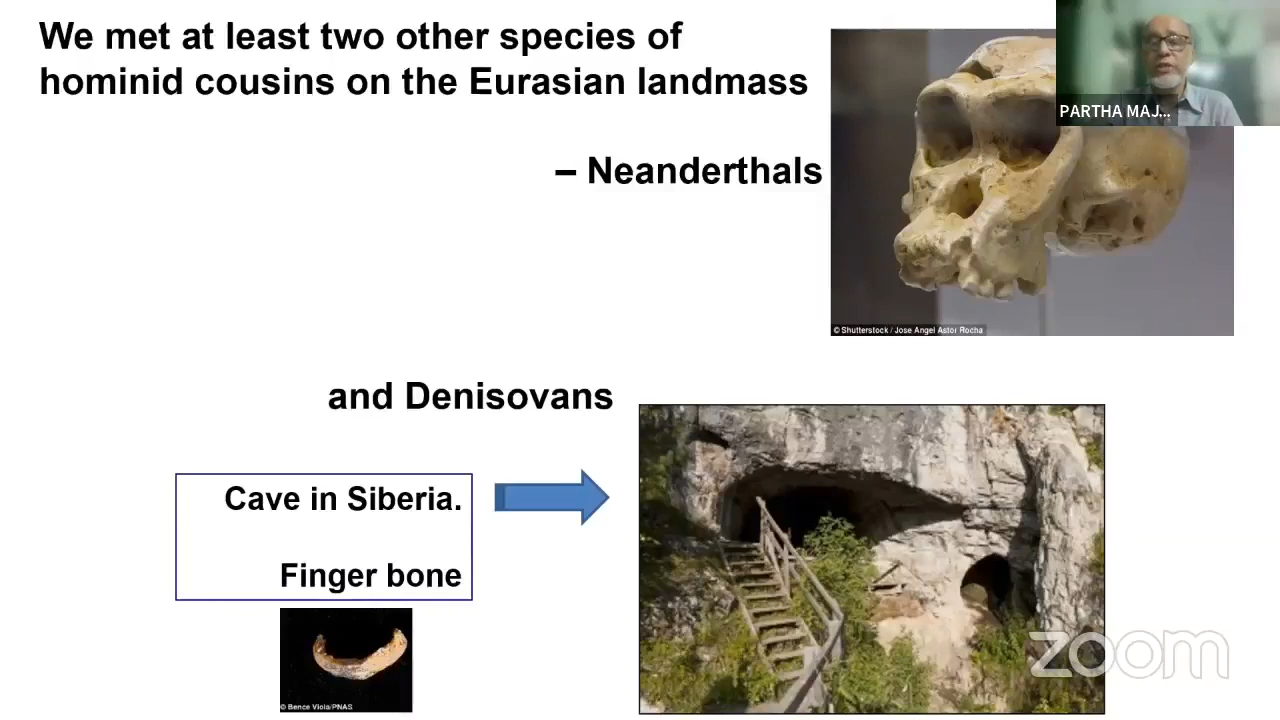 We met at least two other species of
hominid cousins on the Eurasian landmass
PARTHA MAJ...
– Neanderthals
© Shutterstock / Jose Angel Astor Rocha
and Denisovans
Cave in Siberia.
Finger bone
zoom
© Bence Viola/PNAS